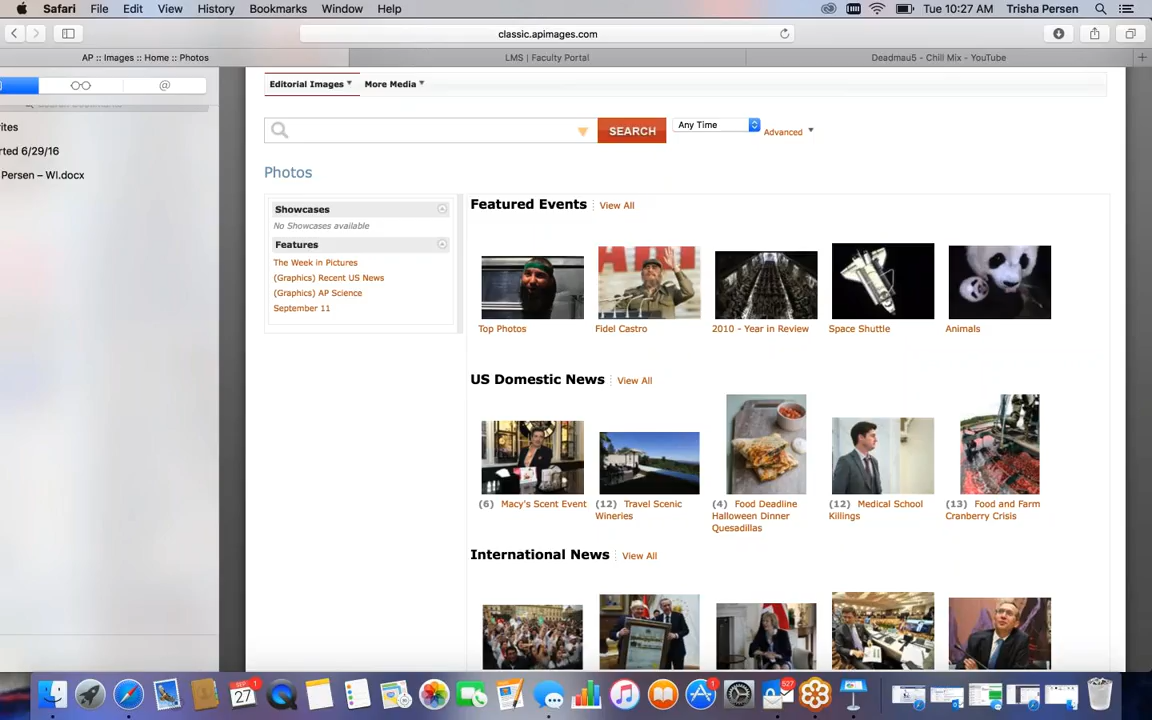 Safari File Edit View History Bookmarks Window Help Tue 10:27 AM Trisha Persen
classic.apimages.com
AP :: Images :: Home :: Photos LMS | Faculty Portal Deadmau5 - Chill Mix - YouTube
@
ites
rted 6/29/16
Persen – WI.docx
Editorial Images More Media
SEARCH Any Time Advanced
Photos
Showcases
No Showcases available
Features
The Week in Pictures
(Graphics) Recent US News
(Graphics) AP Science
September 11
Featured Events View All
Top Photos Fidel Castro 2010 - Year in Review Space Shuttle Animals
US Domestic News View All
(6) Macy's Scent Event (12) Travel Scenic (4) Food Deadline (12) Medical School (13) Food and Farm
Wineries Halloween Dinner Killings Cranberry Crisis
Quesadillas
International News View All
27 1 1 527